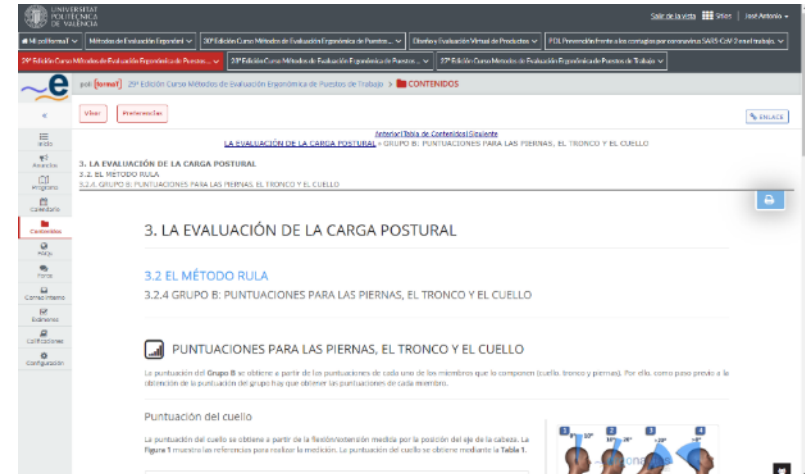 UNIVERSITAT
POLITÈCNICA
DE VALÈNCIA
Salir de la vista Sitios José Antonio
Mi poliformaT Métodos de Evaluación Ergonómi 30ª Edición Curso Métodos de Evaluación Ergonómica de Puestos... Diseño y Evaluación Virtual de Productos PDI Prevención frente a los contagios por coronavirus SARS-CoV-2 en el trabajo.
29ª Edición Curso Métodos de Evaluación Ergonómica de Puestos... 28ª Edición Curso Métodos de Evaluación Ergonómica de Puestos... 27ª Edición Curso Métodos de Evaluación Ergonómica de Puestos de Trabajo
poli [format] 29ª Edición Curso Métodos de Evaluación Ergonómica de Puestos de Trabajo > CONTENIDOS
«
Visor Preferencias
ENLACE
Inicio
Anuncios
Programa
Calendario
Contenidos
FAQs
Foros
Correo interno
Exámenes
Calificaciones
Configuración
Anterior|Tabla de Contenidos|Siguiente
LA EVALUACIÓN DE LA CARGA POSTURAL » GRUPO B: PUNTUACIONES PARA LAS PIERNAS, EL TRONCO Y EL CUELLO
3. LA EVALUACIÓN DE LA CARGA POSTURAL
3.2. EL MÉTODO RULA
3.2.4. GRUPO B: PUNTUACIONES PARA LAS PIERNAS, EL TRONCO Y EL CUELLO
3. LA EVALUACIÓN DE LA CARGA POSTURAL
3.2 EL MÉTODO RULA
3.2.4 GRUPO B: PUNTUACIONES PARA LAS PIERNAS, EL TRONCO Y EL CUELLO
PUNTUACIONES PARA LAS PIERNAS, EL TRONCO Y EL CUELLO
La puntuación del Grupo B se obtiene a partir de las puntuaciones de cada uno de los miembros que lo componen (cuello, tronco y piernas). Por ello, como paso previo a la
obtención de la puntuación del grupo hay que obtener las puntuaciones de cada miembro.
Puntuación del cuello
La puntuación del cuello se obtiene a partir de la flexión/extensión medida por la posición del eje de la cabeza. La
Figura 1 muestra las referencias para realizar la medición. La puntuación del cuello se obtiene mediante la Tabla 1.
1 2 3 4